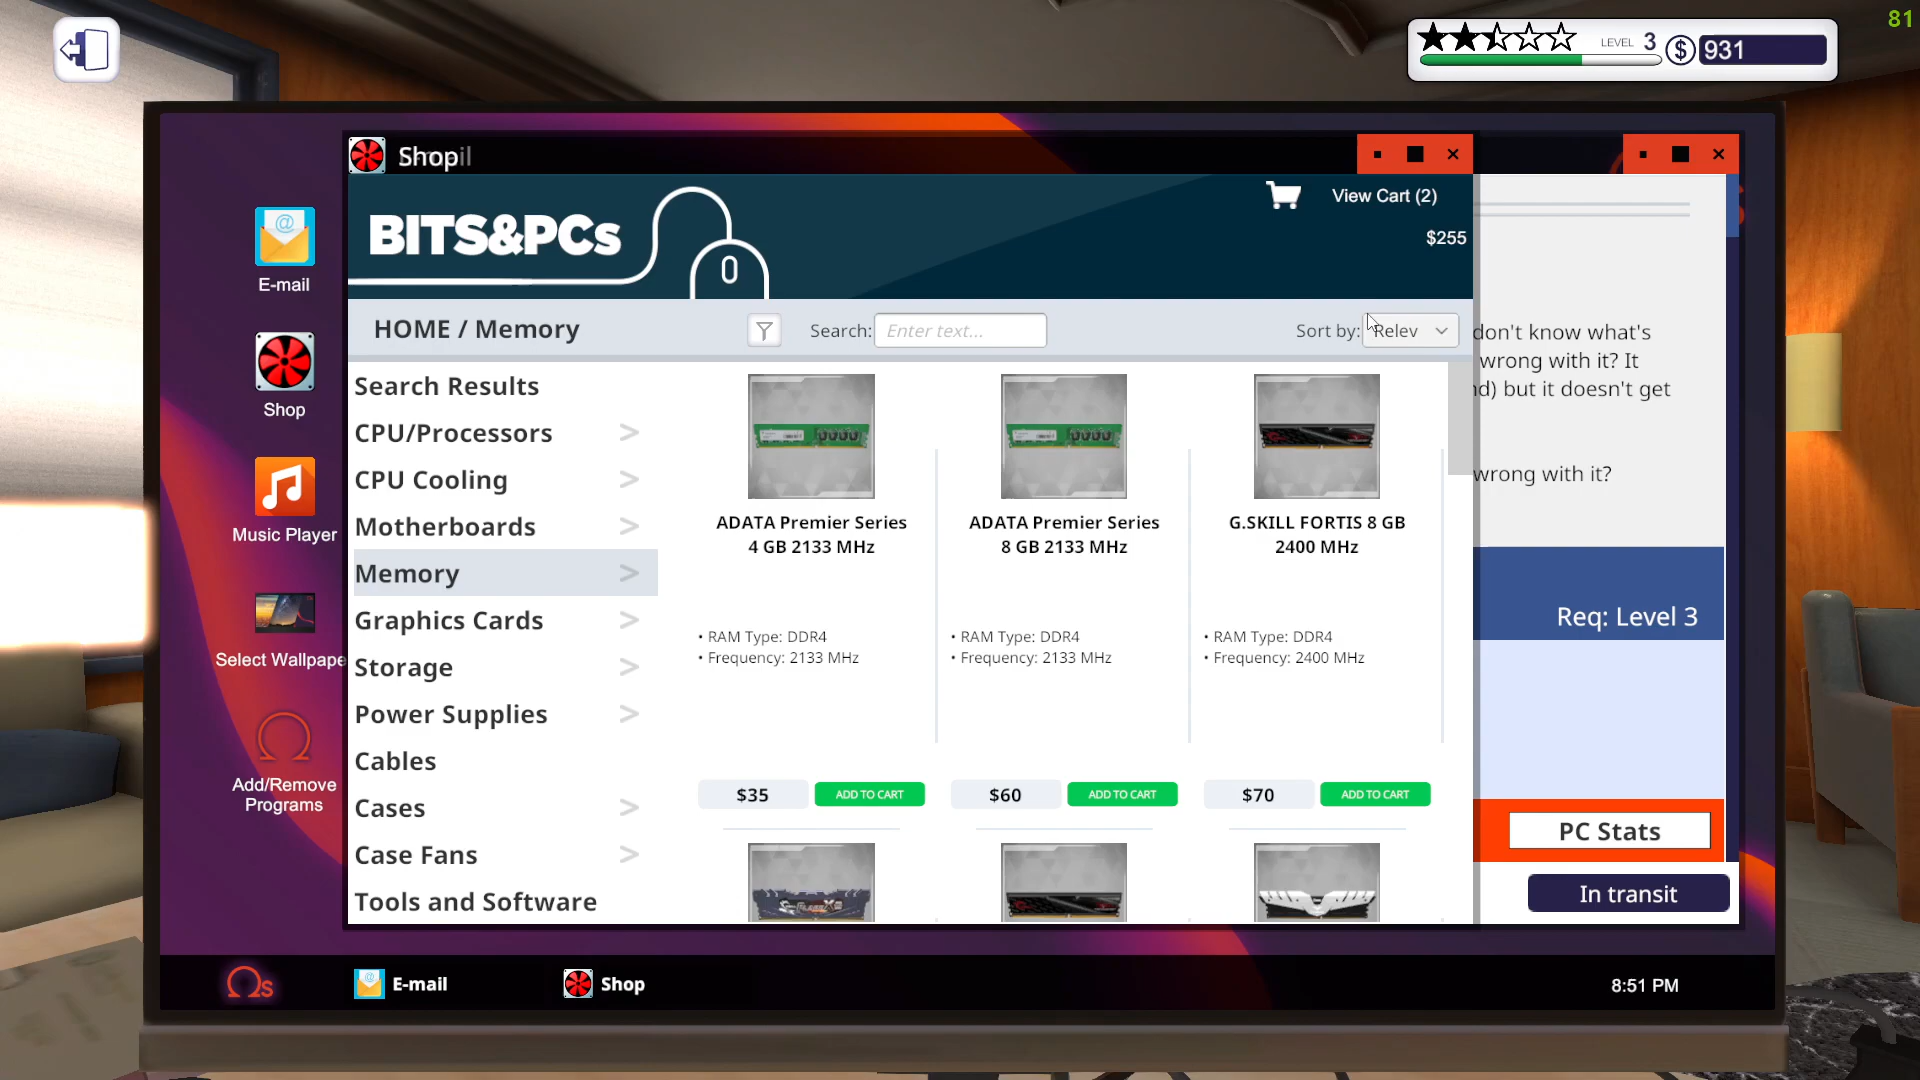 81
LEVEL 3
$ 931
Shop
View Cart (2)
BITS&PCs
$255
HOME / Memory
Search:
Enter text...
Sort by:
Relev
E-mail
Shop
Music Player
Select Wallpape
Add/Remove
Programs
Search Results
CPU/Processors >
CPU Cooling >
Motherboards >
Memory >
Graphics Cards >
Storage >
Power Supplies >
Cables
Cases >
Case Fans >
Tools and Software
ADATA Premier Series
4 GB 2133 MHz
• RAM Type: DDR4
• Frequency: 2133 MHz
$35
ADD TO CART
ADATA Premier Series
8 GB 2133 MHz
• RAM Type: DDR4
• Frequency: 2133 MHz
$60
ADD TO CART
G.SKILL FORTIS 8 GB
2400 MHz
• RAM Type: DDR4
• Frequency: 2400 MHz
$70
ADD TO CART
don't know what's
wrong with it? It
d) but it doesn't get
wrong with it?
Req: Level 3
PC Stats
In transit
Ωs
E-mail
Shop
8:51 PM